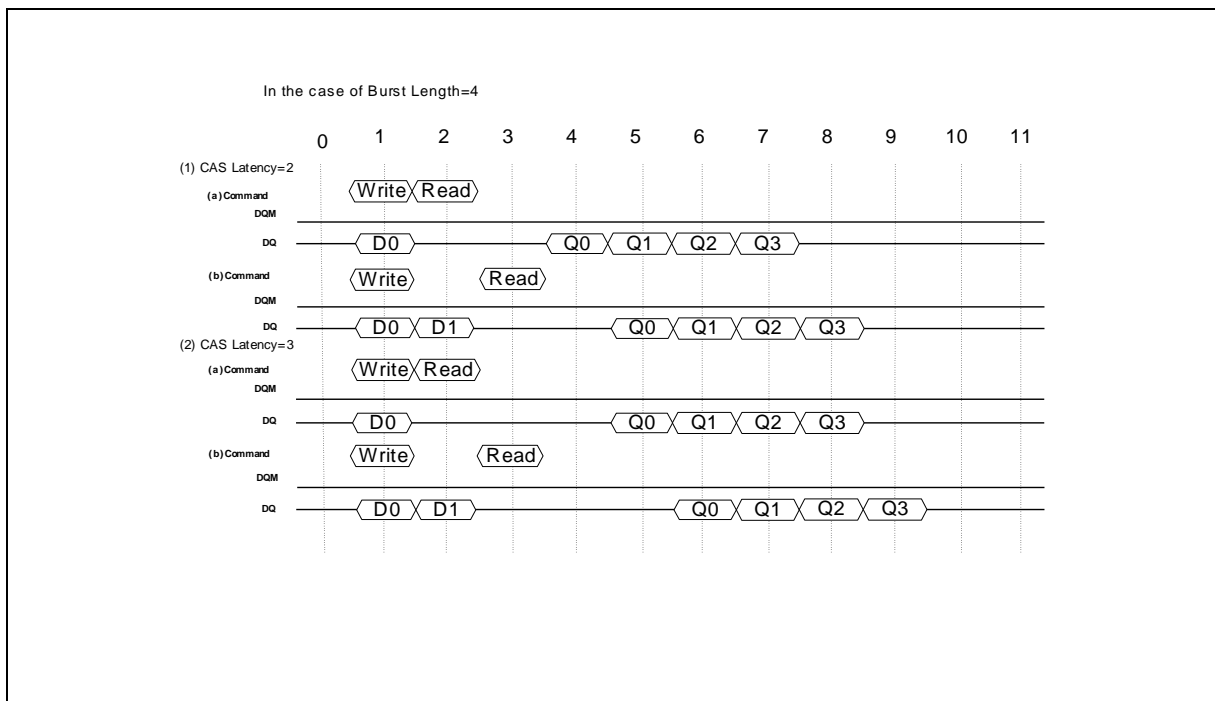 In the case of Burst Length=4
0 1 2 3 4 5 6 7 8 9 10 11
(1) CAS Latency=2
(a)Command Write Read
DQM
DQ D0 Q0 Q1 Q2 Q3
(b)Command Write Read
DQM
DQ D0 D1 Q0 Q1 Q2 Q3
(2) CAS Latency=3
(a)Command Write Read
DQM
DQ D0 Q0 Q1 Q2 Q3
(b)Command Write Read
DQM
DQ D0 D1 Q0 Q1 Q2 Q3